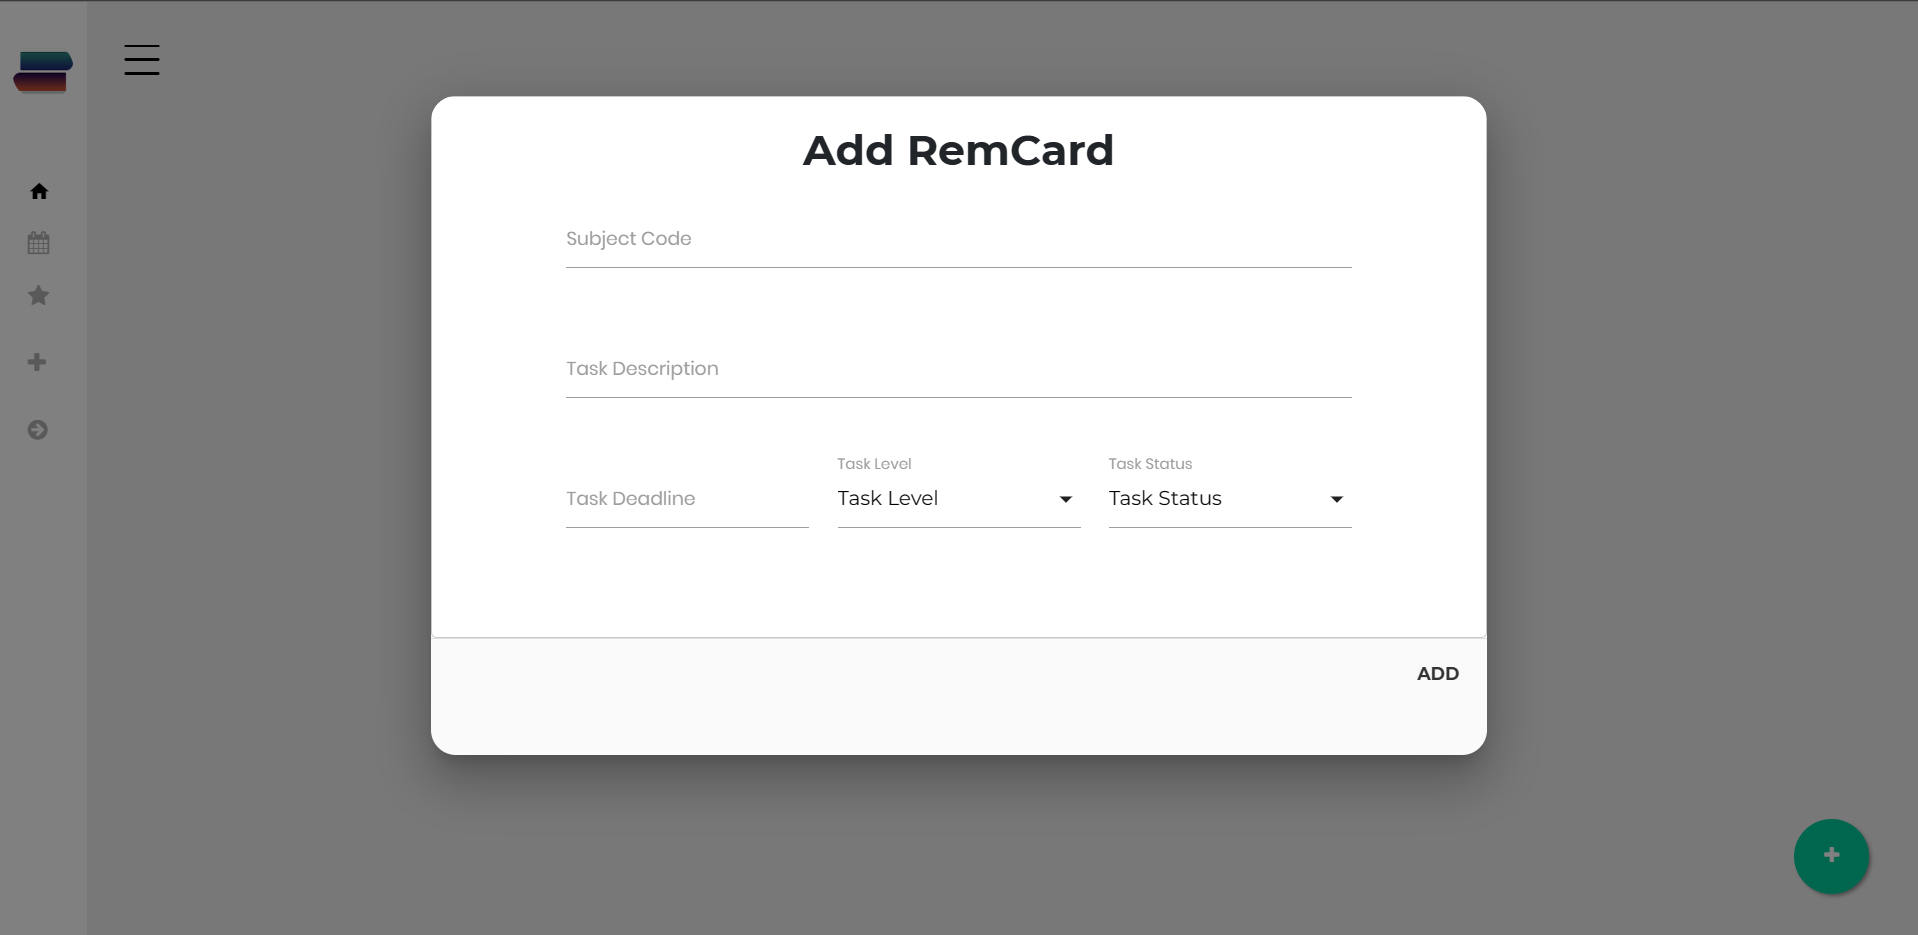 Add RemCard
Subject Code
Task Description
Task Deadline
Task Level
Task Level
Task Status
Task Status
ADD